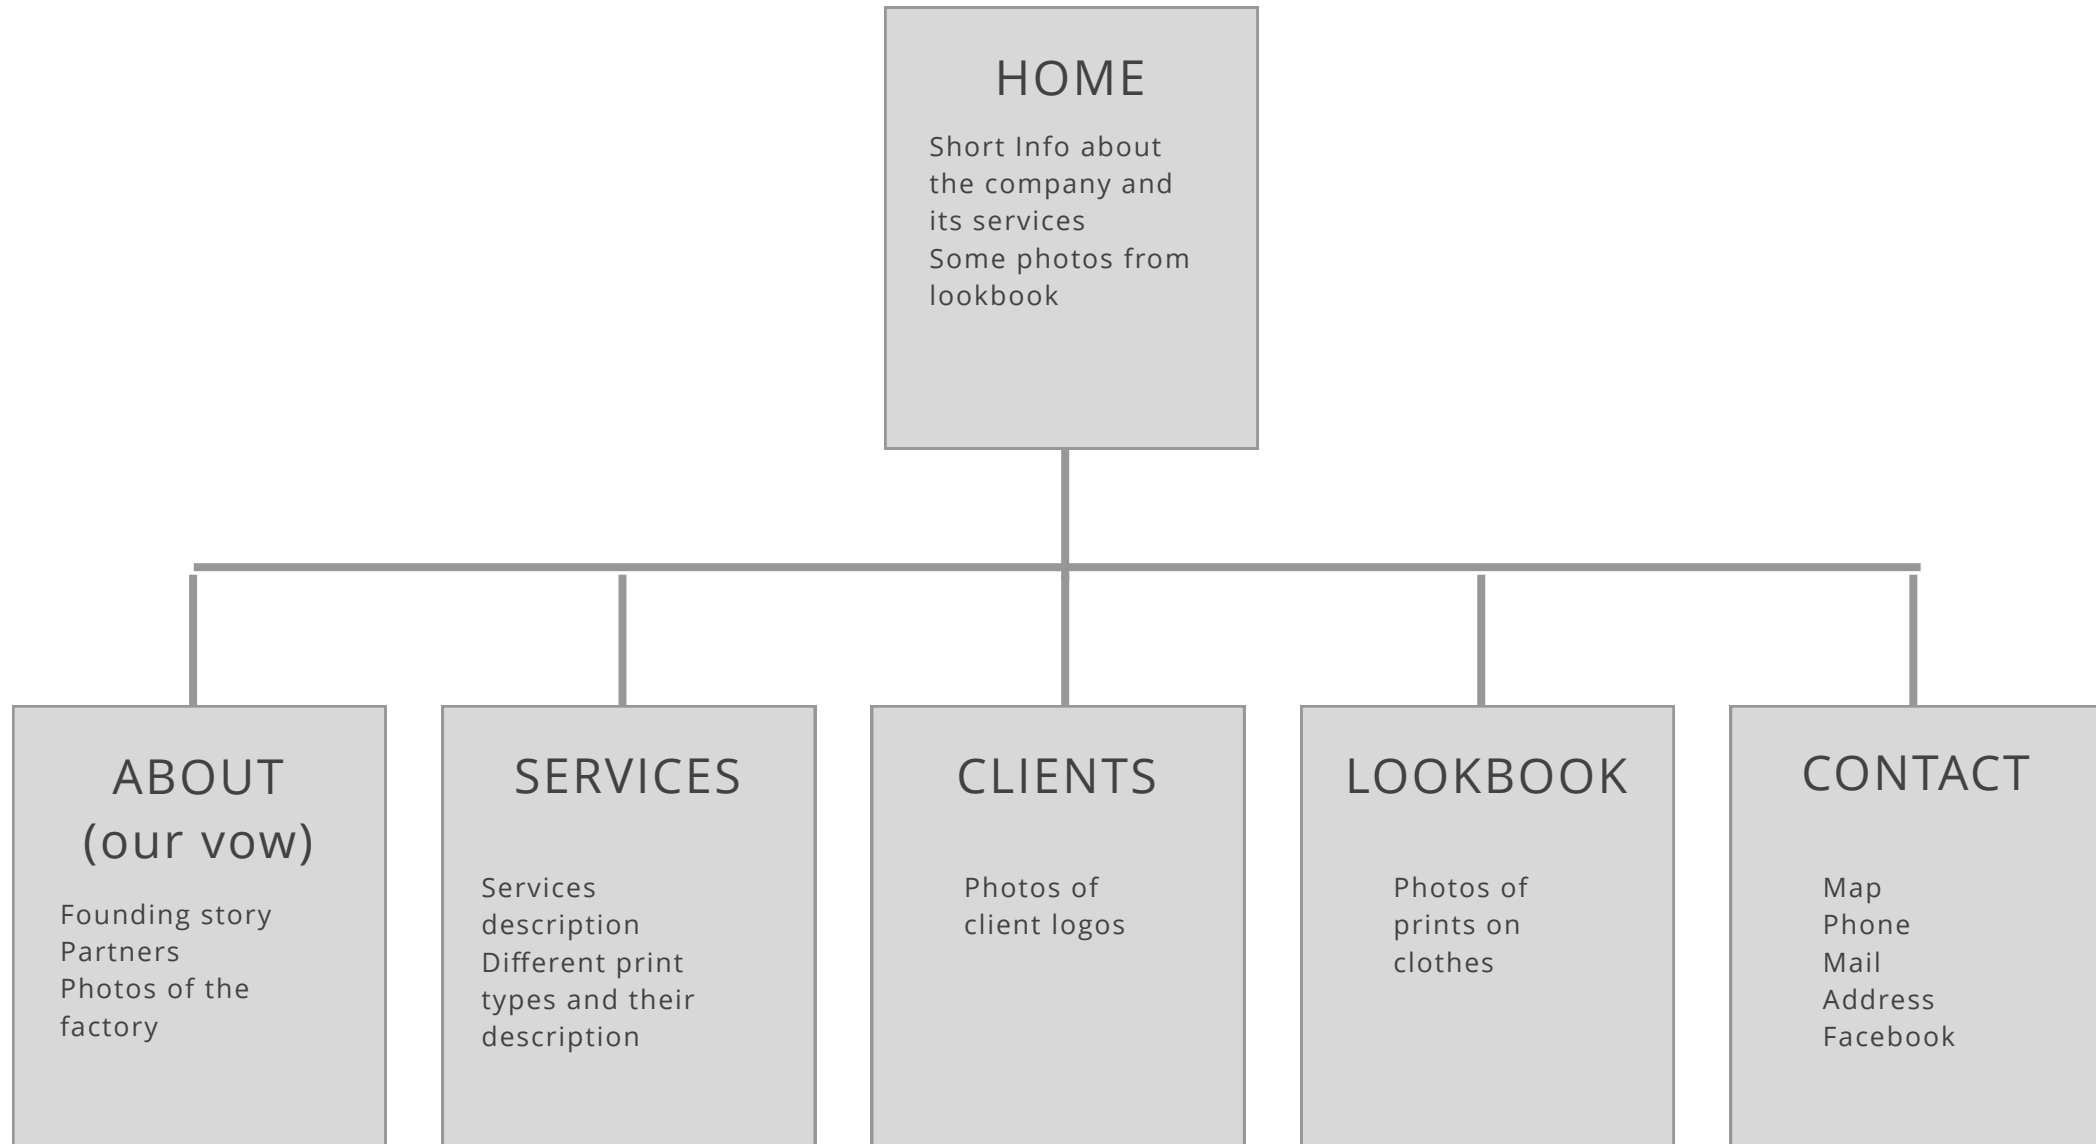 HOME
Short Info about
the company and
its services
Some photos from
lookbook
ABOUT
(our vow)
Founding story
Partners
Photos of the
factory
SERVICES
Services
description
Different print
types and their
description
CLIENTS
Photos of
client logos
LOOKBOOK
Photos of
prints on
clothes
CONTACT
Map
Phone
Mail
Address
Facebook